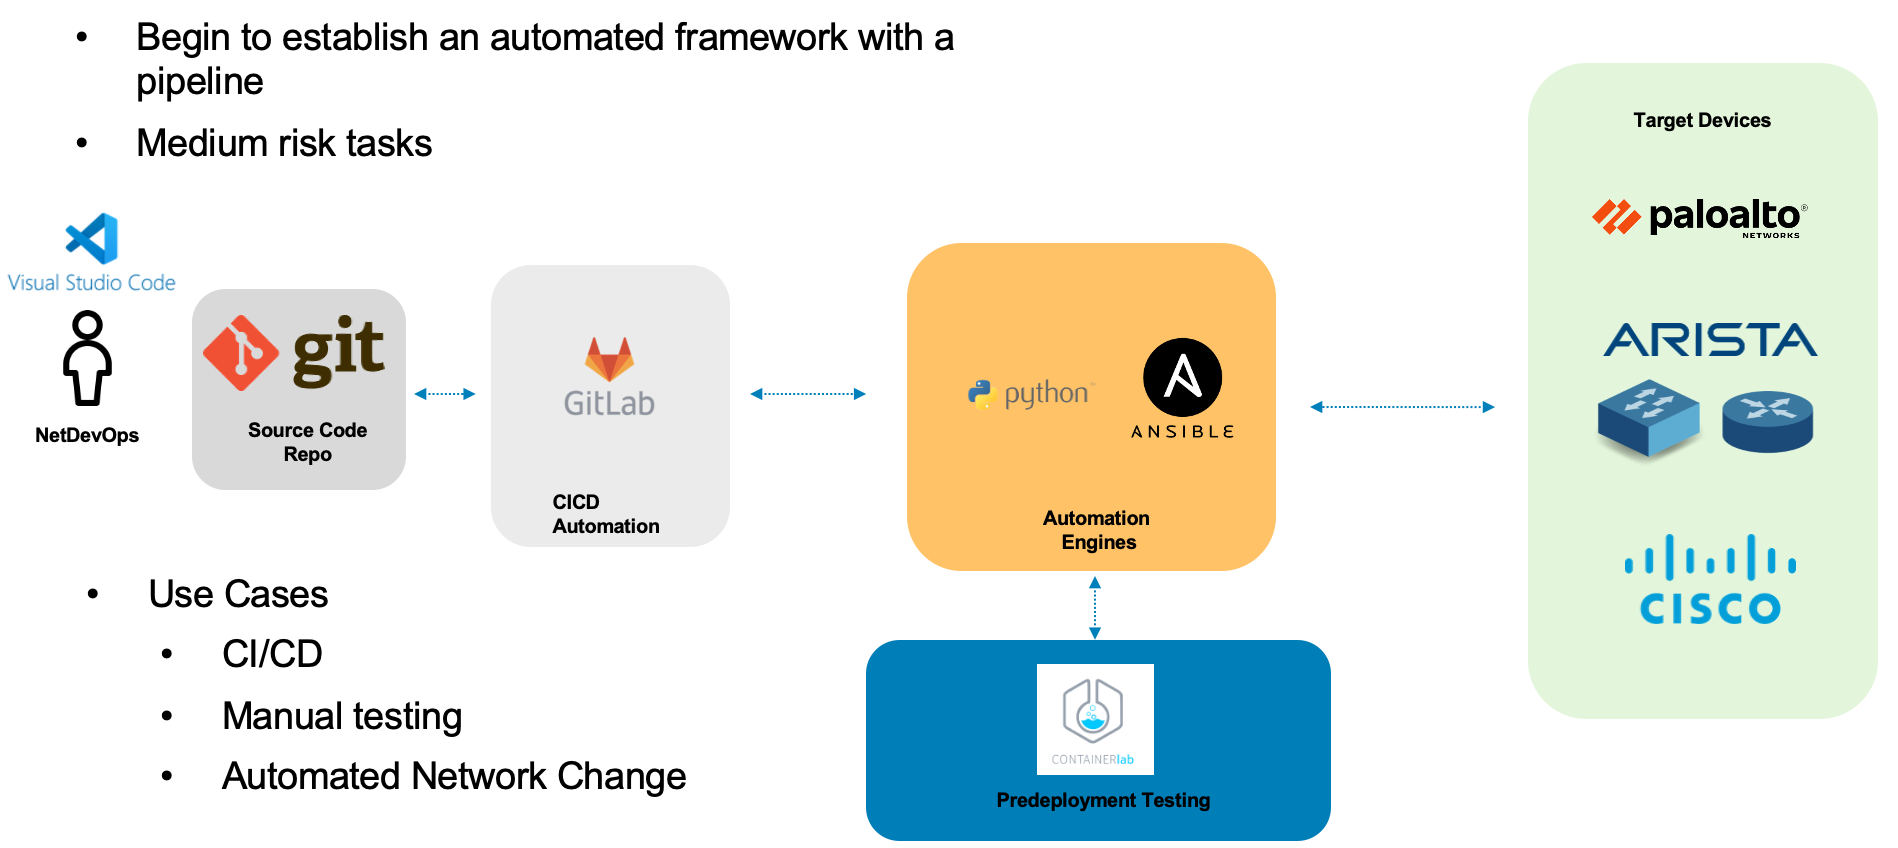 • Begin to establish an automated framework with a
pipeline
• Medium risk tasks
Visual Studio Code
NetDevOps
git
Source Code
Repo
GitLab
CICD
Automation
python™
ANSIBLE
Automation
Engines
CONTAINERlab
Predeployment Testing
Target Devices
paloalto®
NETWORKS
ARISTA
CISCO
• Use Cases
• CI/CD
• Manual testing
• Automated Network Change